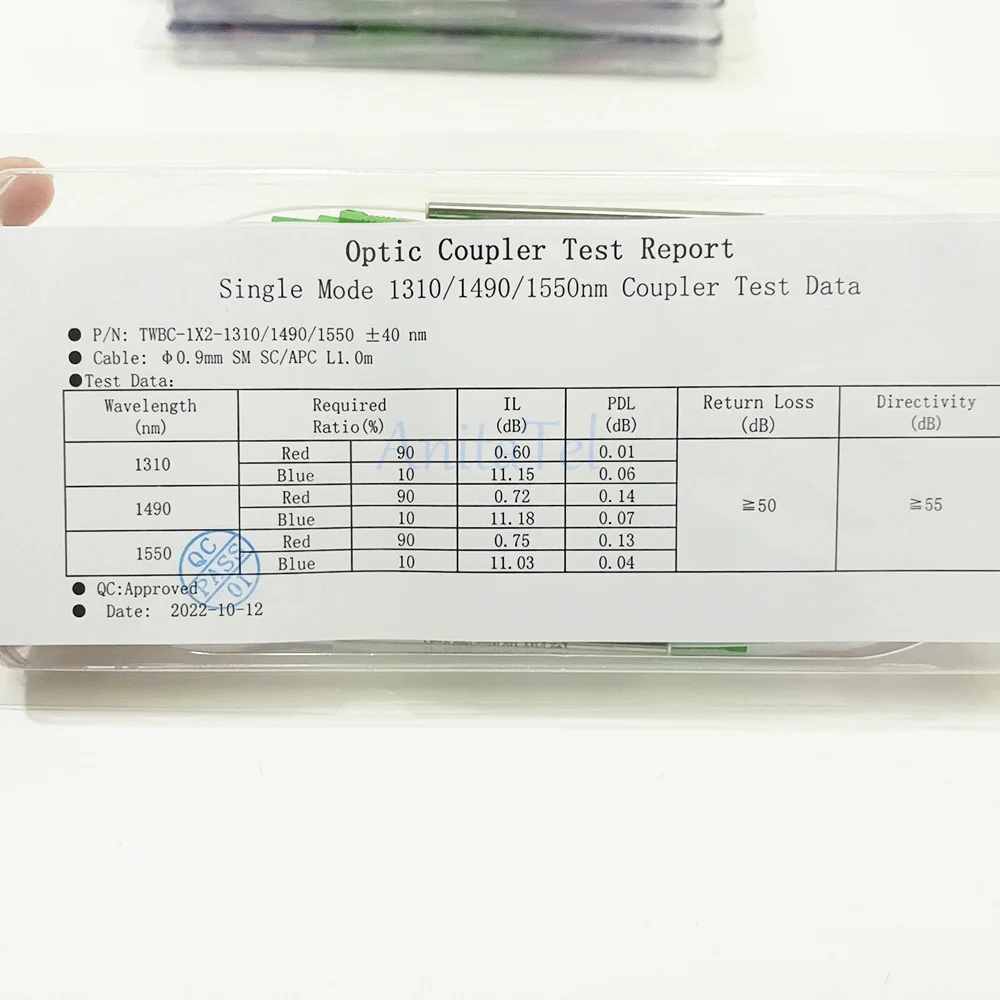 Optic Coupler Test Report
Single Mode 1310/1490/1550nm Coupler Test Data
● P/N: TWBC-1X2-1310/1490/1550 ±40 nm
● Cable: Φ0.9mm SM SC/APC L1.0m
●Test Data:
Wavelength (nm) Required Ratio(%) IL (dB) PDL (dB) Return Loss (dB) Directivity (dB)
1310 Red 90 0.60 0.01 ≧50 ≧55
Blue 10 11.15 0.06
1490 Red 90 0.72 0.14
Blue 10 11.18 0.07
1550 Red 90 0.75 0.13
Blue 10 11.03 0.04
AnitaTel
QC
PASS
01
● QC:Approved
● Date: 2022-10-12